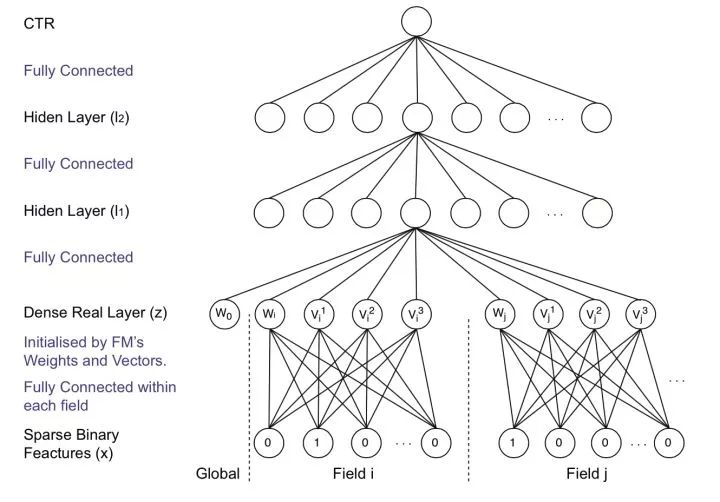 CTR
Fully Connected
Hiden Layer (l2)
. . .
Fully Connected
Hiden Layer (l1)
. . .
Fully Connected
Dense Real Layer (z) W0 Wi Vi1 Vi2 Vi3 Wj Vj1 Vj2 Vj3
Initialised by FM's
Weights and Vectors.
Fully Connected within
each field
. . .
Sparse Binary
Feactures (x)
0 1 0 . . . 0 1 0 0 . . . 0
Global Field i Field j